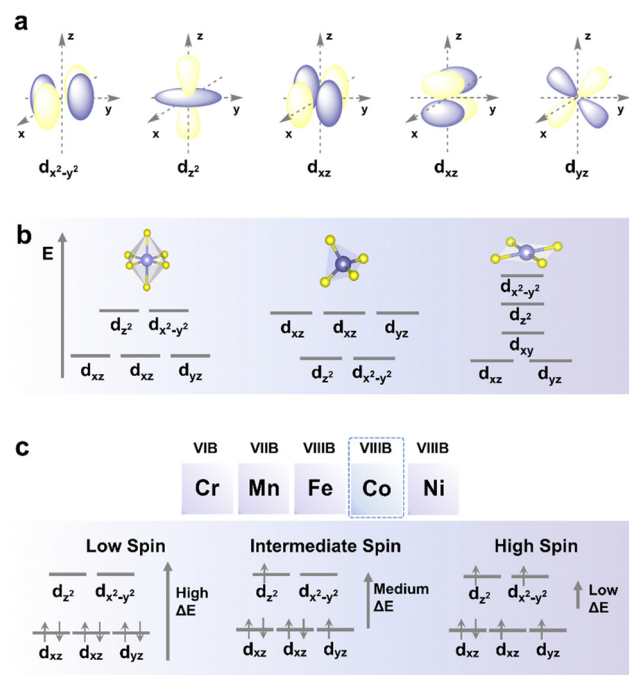 a
z z z z z
y y y y y
x x x x x
dx²-y² dz² dxz dxz dyz
b
E
dx²-y²
dz²
dxy
dxz dyz
dz² dx²-y²
dxz dxz dyz
dxz dxz dyz
dz² dx²-y²
c
VIB VIIB VIIIB VIIIB VIIIB
Cr Mn Fe Co Ni
Low Spin Intermediate Spin High Spin
dz² dx²-y²
High
ΔE
dxz dxz dyz
dz² dx²-y²
Medium
ΔE
dxz dxz dyz
dz² dx²-y²
Low
ΔE
dxz dxz dyz